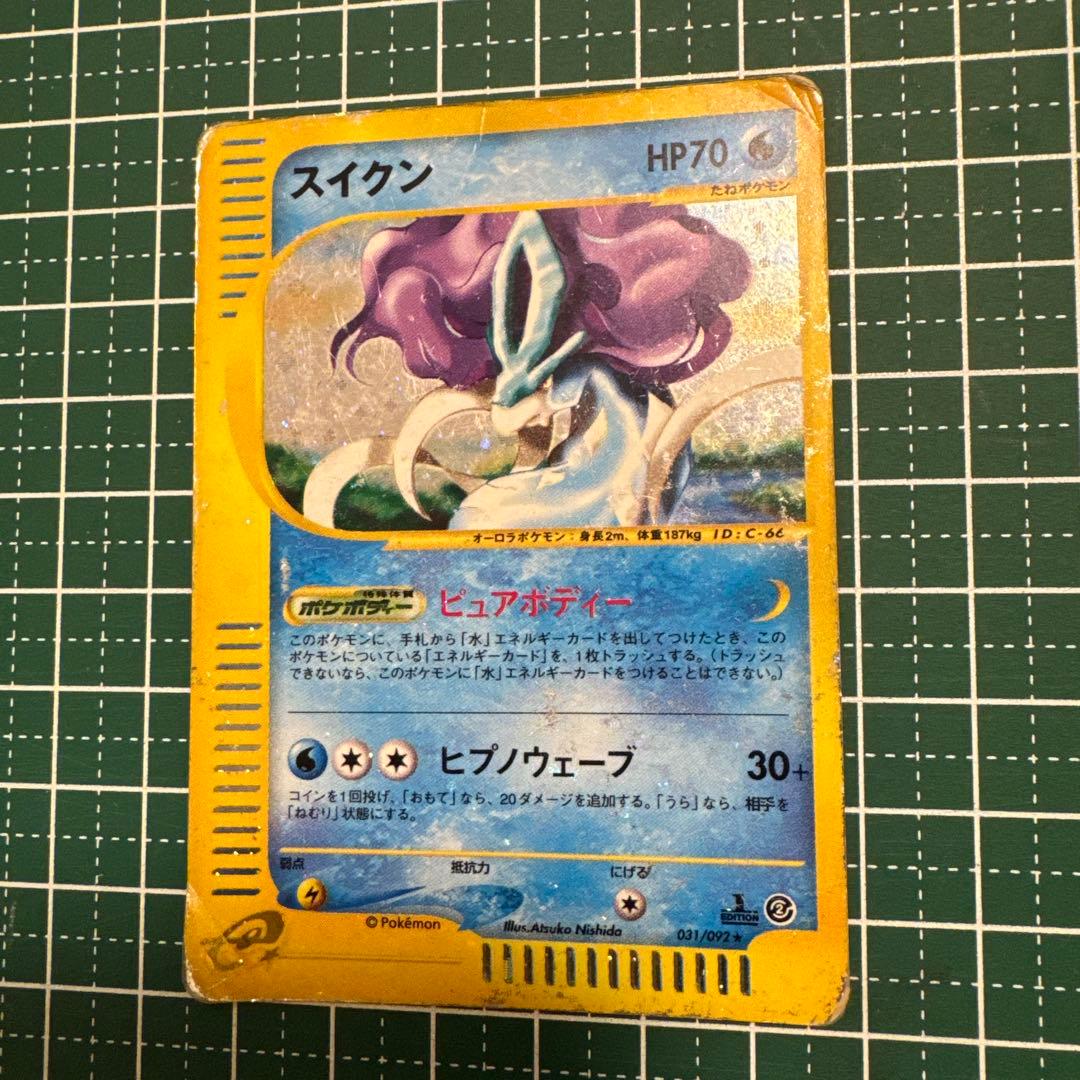 スイクン
HP70
たねポケモン
オーロラポケモン：身長2m、体重187kg ID:C-66
特殊体質
ポケボディー
ピュアボディー
このポケモンに、手札から「水」エネルギーカードを出してつけたとき、この
ポケモンについている「エネルギーカード」を、1枚トラッシュする。（トラッシュ
できないなら、このポケモンに「水」エネルギーカードをつけることはできない。）
ヒプノウェーブ 30+
コインを1回投げ、「おもて」なら、20ダメージを追加する。「うら」なら、相手を
「ねむり」状態にする。
弱点 抵抗力 にげる
© Pokémon
Illus. Atsuko Nishida
1 EDITION
2
031/092★
e